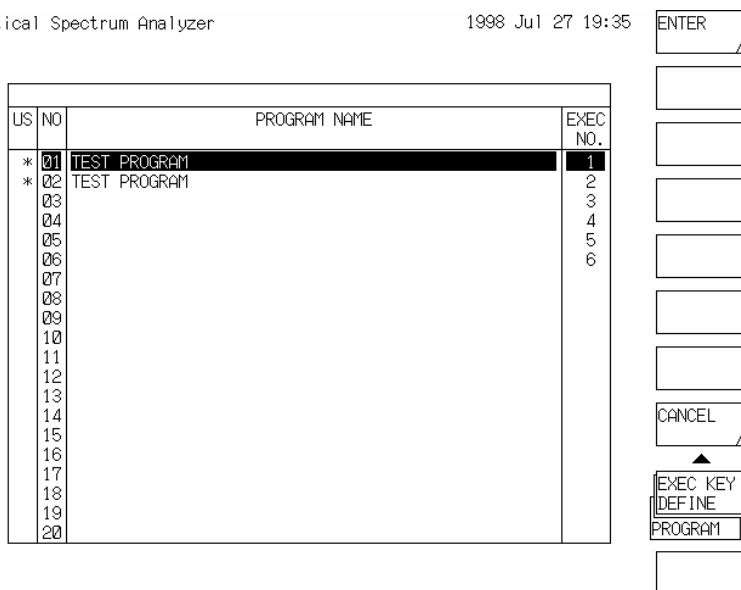 ical Spectrum Analyzer 1998 Jul 27 19:35
US NO PROGRAM NAME EXEC NO.
* 01 TEST PROGRAM 1
* 02 TEST PROGRAM 2
03 3
04 4
05 5
06 6
07
08
09
10
11
12
13
14
15
16
17
18
19
20
ENTER
CANCEL
EXEC KEY
DEFINE
PROGRAM